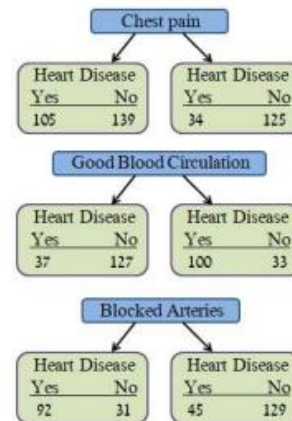 Chest pain
Heart Disease
Yes No
105 139
Heart Disease
Yes No
34 125
Good Blood Circulation
Heart Disease
Yes No
37 127
Heart Disease
Yes No
100 33
Blocked Arteries
Heart Disease
Yes No
92 31
Heart Disease
Yes No
45 129